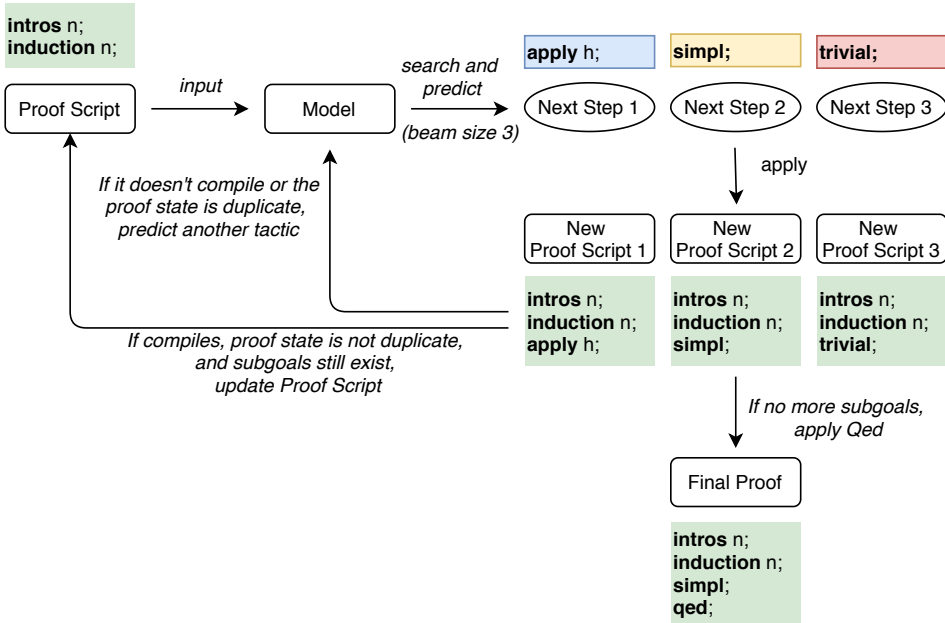 intros n;
induction n;
Proof Script
input
Model
search and
predict
(beam size 3)
apply h;
simpl;
trivial;
Next Step 1
Next Step 2
Next Step 3
apply
If it doesn't compile or the
proof state is duplicate,
predict another tactic
New
Proof Script 1
New
Proof Script 2
New
Proof Script 3
intros n;
induction n;
apply h;
intros n;
induction n;
simpl;
intros n;
induction n;
trivial;
If compiles, proof state is not duplicate,
and subgoals still exist,
update Proof Script
If no more subgoals,
apply Qed
Final Proof
intros n;
induction n;
simpl;
qed;